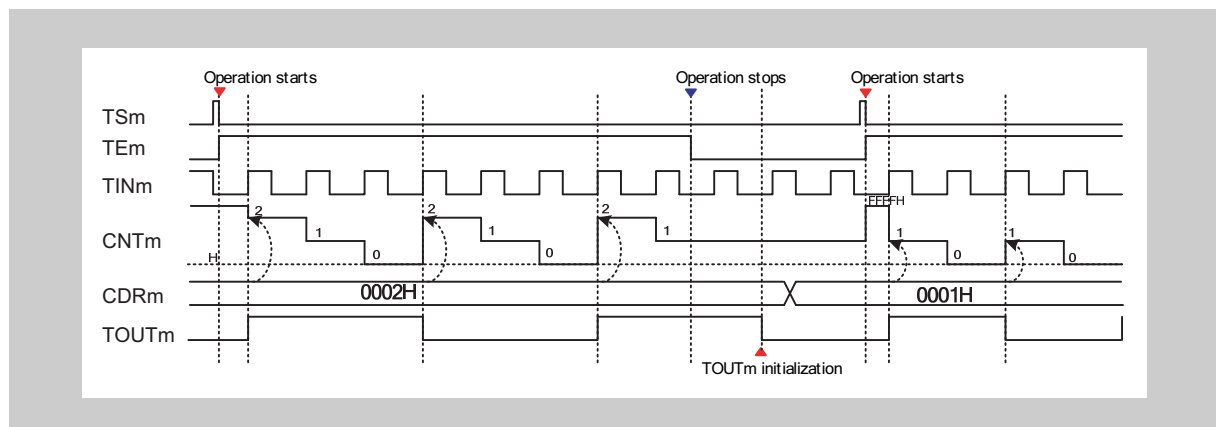 Operation starts Operation stops Operation starts
TSm
TEm
TINm
FFFFH
CNTm 2 1 0 2 1 0 2 1 1 0 1 0
H
CDRm 0002H 0001H
TOUTm
TOUTm initialization